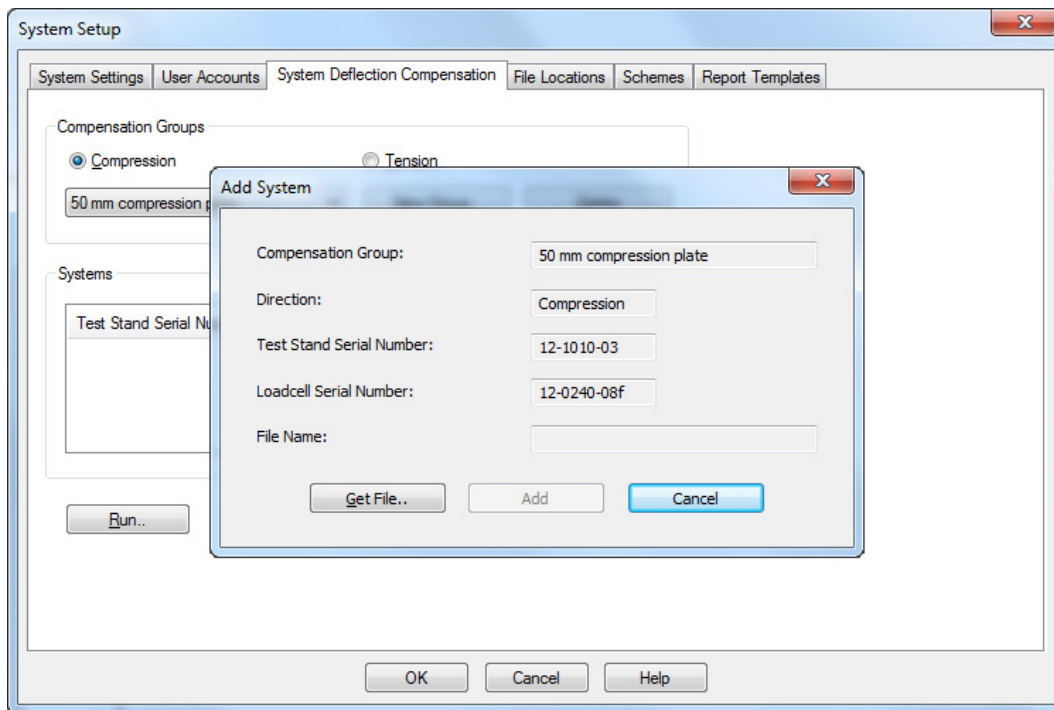 System Setup
System Settings User Accounts System Deflection Compensation File Locations Schemes Report Templates
Compensation Groups
Compression Tension
50 mm compression
Add System
Compensation Group: 50 mm compression plate
Direction: Compression
Test Stand Serial Number: 12-1010-03
Loadcell Serial Number: 12-0240-08f
File Name:
Get File.. Add Cancel
Systems
Test Stand Serial
Run..
OK Cancel Help